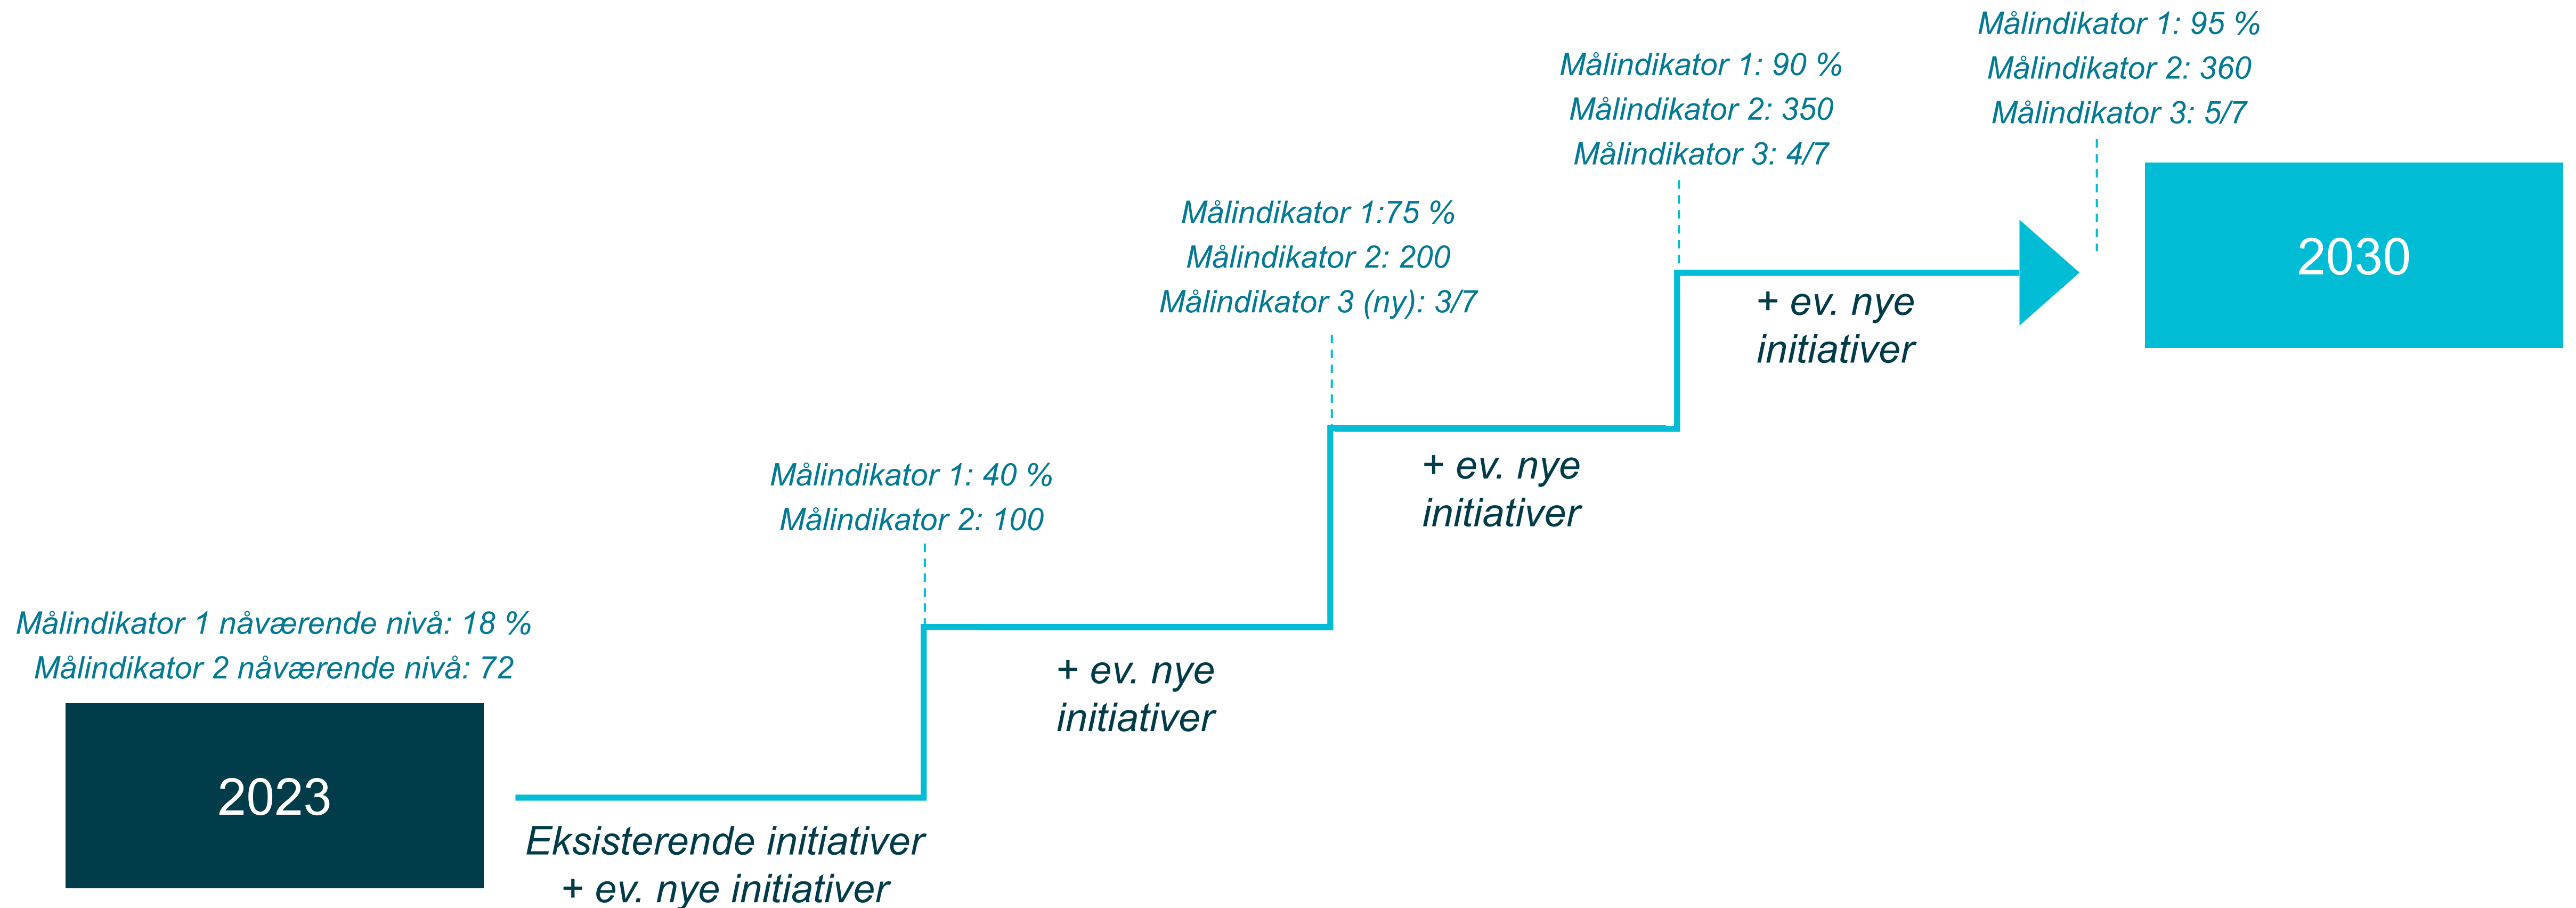 Målindikator 1 nåværende nivå: 18 %
Målindikator 2 nåværende nivå: 72
2023
Eksisterende initiativer
+ ev. nye initiativer
Målindikator 1: 40 %
Målindikator 2: 100
+ ev. nye
initiativer
Målindikator 1:75 %
Målindikator 2: 200
Målindikator 3 (ny): 3/7
+ ev. nye
initiativer
Målindikator 1: 90 %
Målindikator 2: 350
Målindikator 3: 4/7
+ ev. nye
initiativer
Målindikator 1: 95 %
Målindikator 2: 360
Målindikator 3: 5/7
2030